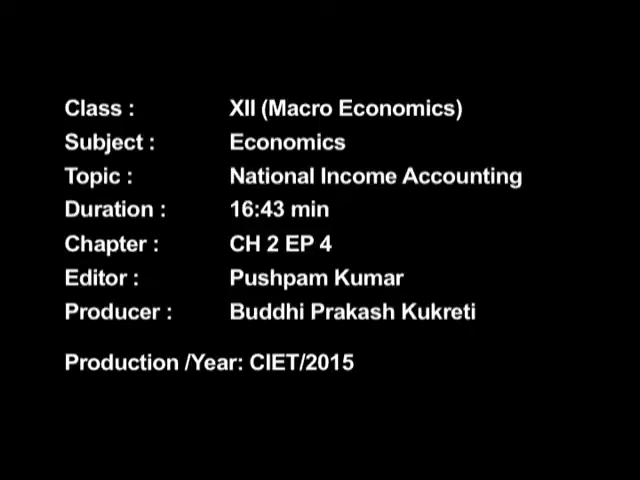 Class : XII (Macro Economics)
Subject : Economics
Topic : National Income Accounting
Duration : 16:43 min
Chapter : CH 2 EP 4
Editor : Pushpam Kumar
Producer : Buddhi Prakash Kukreti
Production /Year: CIET/2015